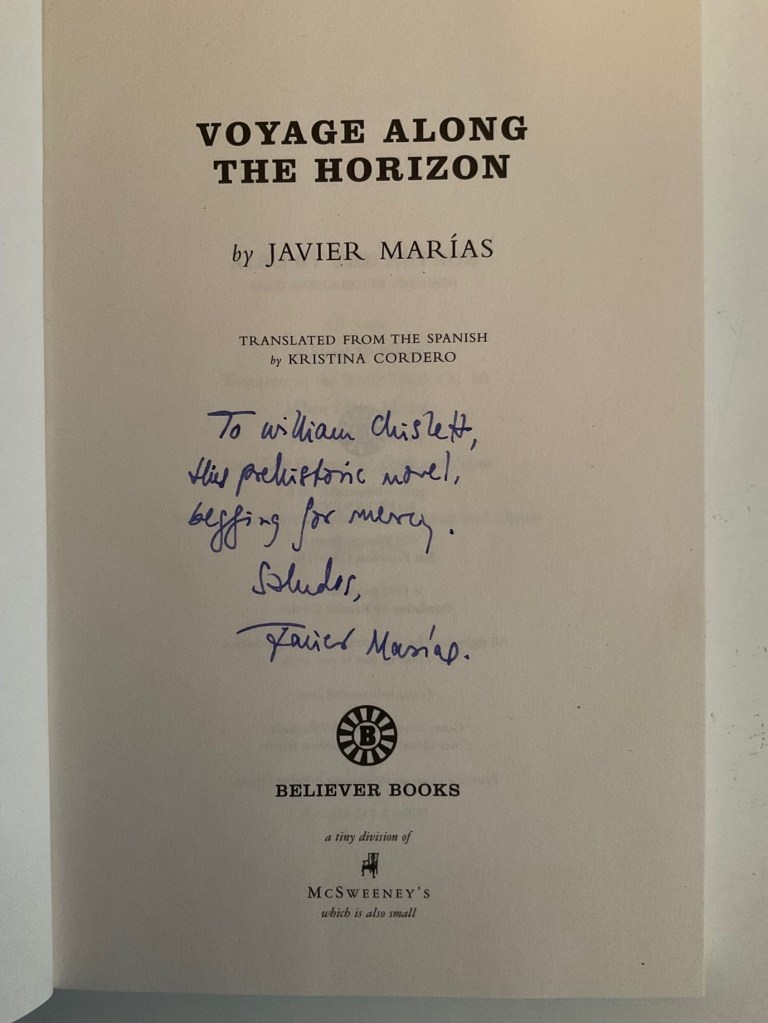 VOYAGE ALONG
THE HORIZON
by JAVIER MARÍAS
TRANSLATED FROM THE SPANISH
by KRISTINA CORDERO
To william Chislett,
this prehistoric novel,
begging for mercy.
Saludos,
Javier Marías.
B
BELIEVER BOOKS
a tiny division of
MCSWEENEY'S
which is also small